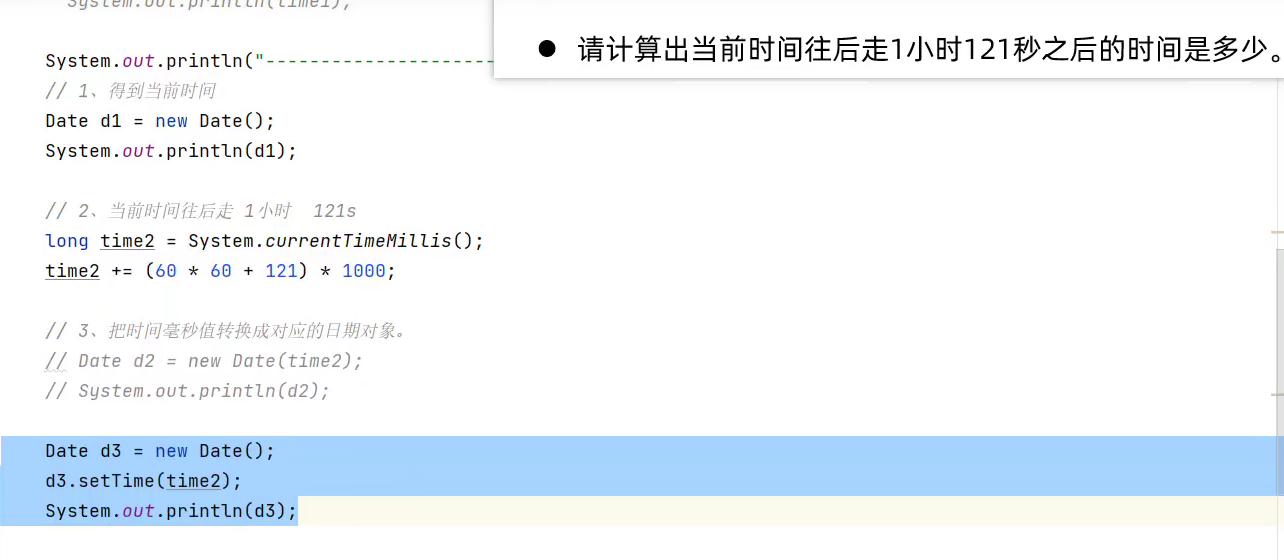 System.out.println(time1);
System.out.println("---------------------
● 请计算出当前时间往后走1小时121秒之后的时间是多少。
// 1、得到当前时间
Date d1 = new Date();
System.out.println(d1);
// 2、当前时间往后走 1小时  121s
long time2 = System.currentTimeMillis();
time2 += (60 * 60 + 121) * 1000;
// 3、把时间毫秒值转换成对应的日期对象。
// Date d2 = new Date(time2);
// System.out.println(d2);
Date d3 = new Date();
d3.setTime(time2);
System.out.println(d3);